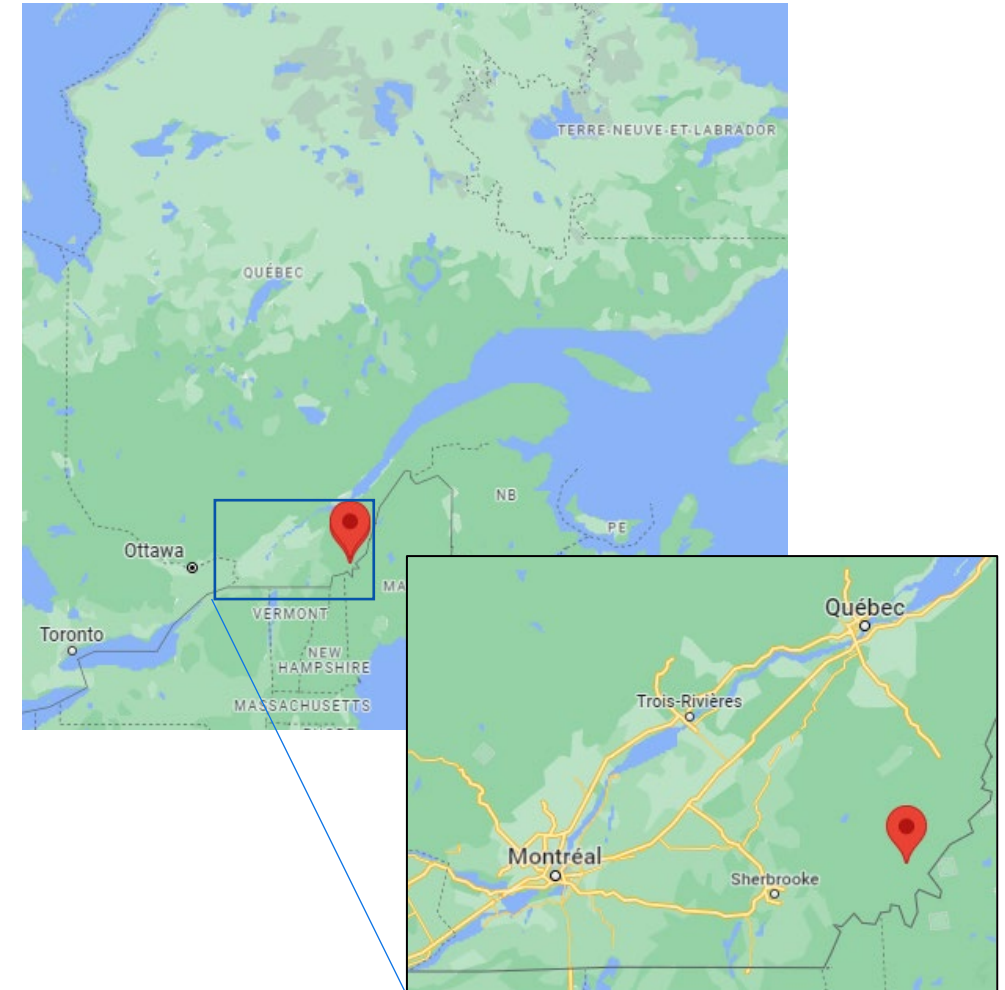 TERRE-NEUVE-ET-LABRADOR
QUÉBEC
NB
PE
Ottawa
MA
VERMONT
Toronto
NEW
HAMPSHIRE
MASSACHUSETTS
Québec
Trois-Rivières
Montréal
Sherbrooke